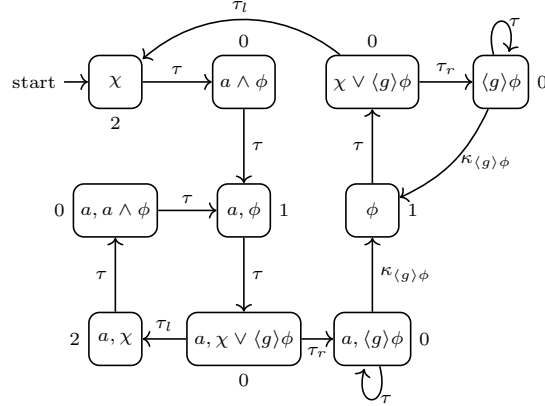 τ_l
0 0 τ
start χ τ a ∧ φ χ ∨ ⟨g⟩φ τ_r ⟨g⟩φ 0
2
τ τ κ_⟨g⟩φ
0 a, a ∧ φ τ a, φ 1 φ 1
τ τ κ_⟨g⟩φ
2 a, χ τ_l a, χ ∨ ⟨g⟩φ τ_r a, ⟨g⟩φ 0
0 τ